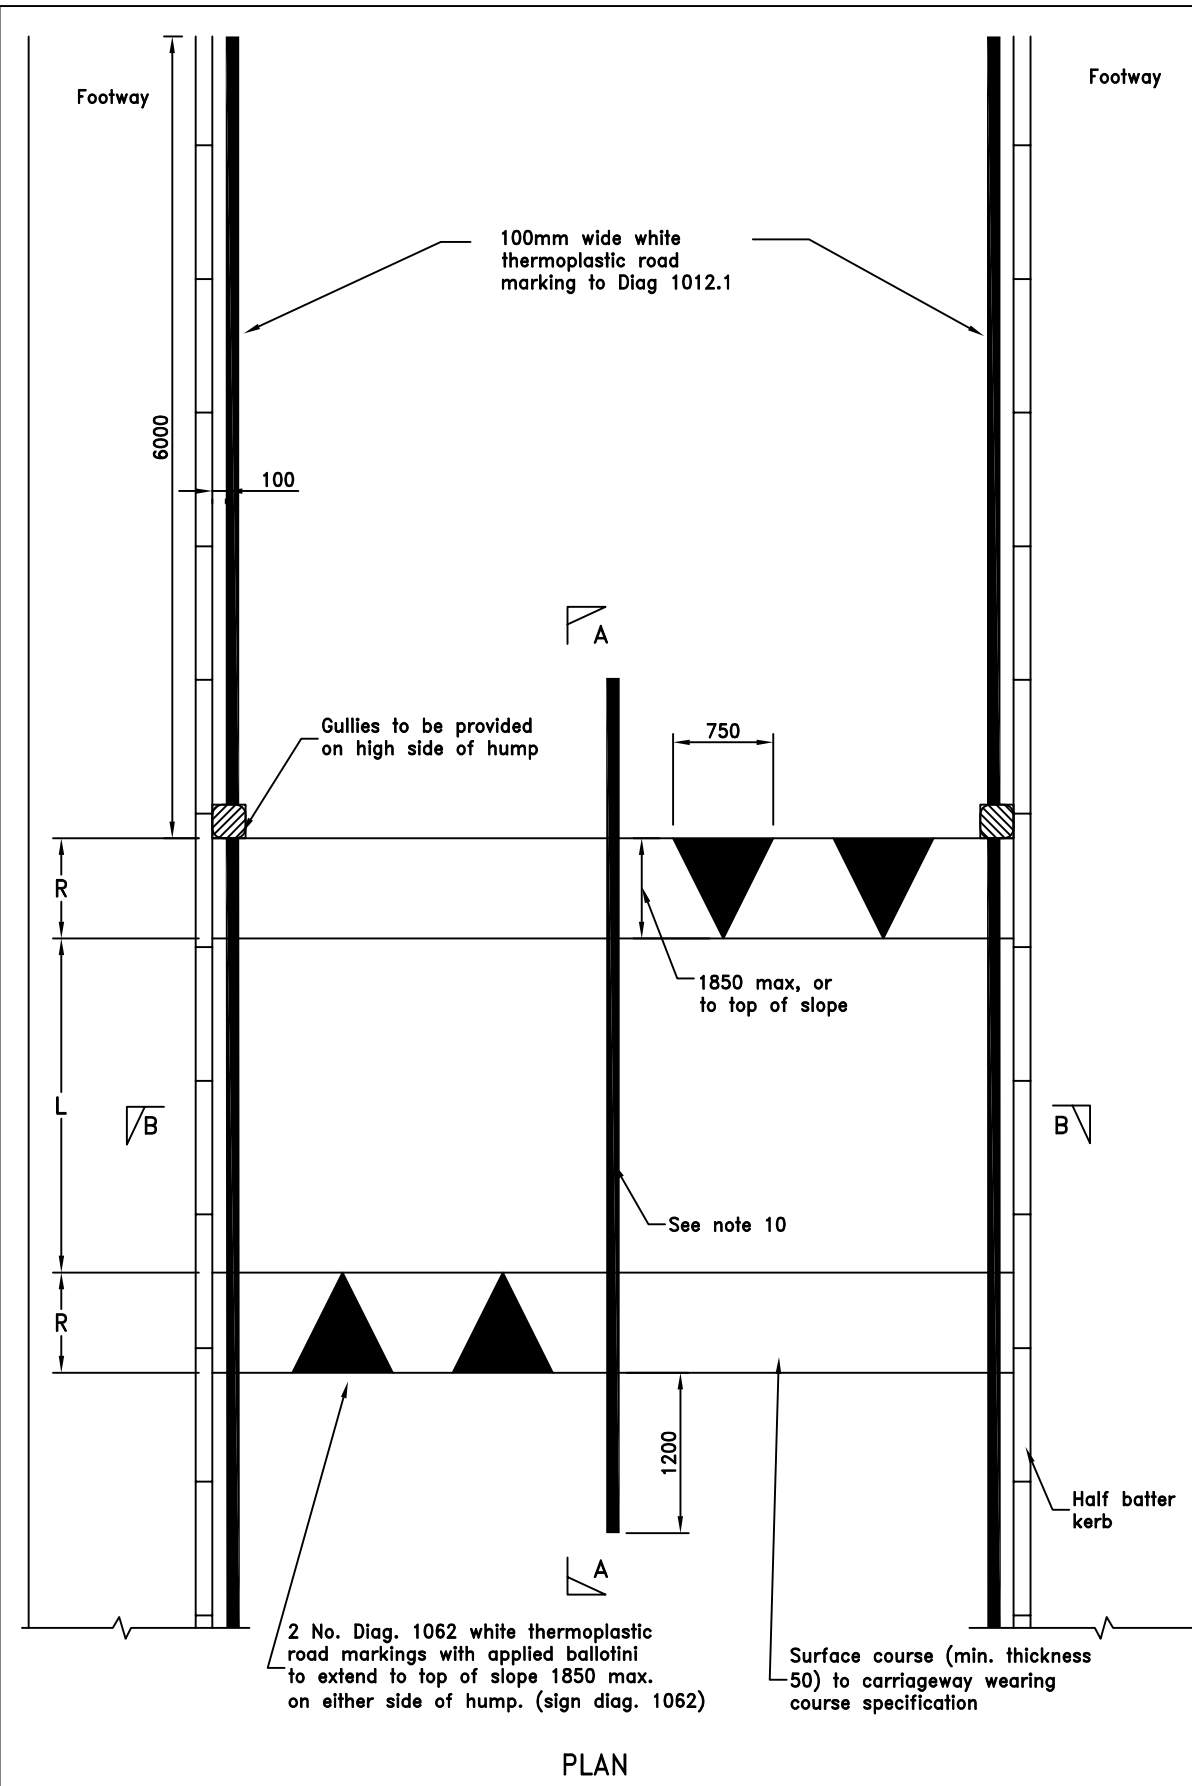 Footway
Footway
100mm wide white
thermoplastic road
marking to Diag 1012.1
6000
100
A
Gullies to be provided
on high side of hump
750
R
1850 max, or
to top of slope
L
B
B
See note 10
R
1200
Half batter
kerb
A
2 No. Diag. 1062 white thermoplastic
road markings with applied ballotini
to extend to top of slope 1850 max.
on either side of hump. (sign diag. 1062)
Surface course (min. thickness
50) to carriageway wearing
course specification
PLAN